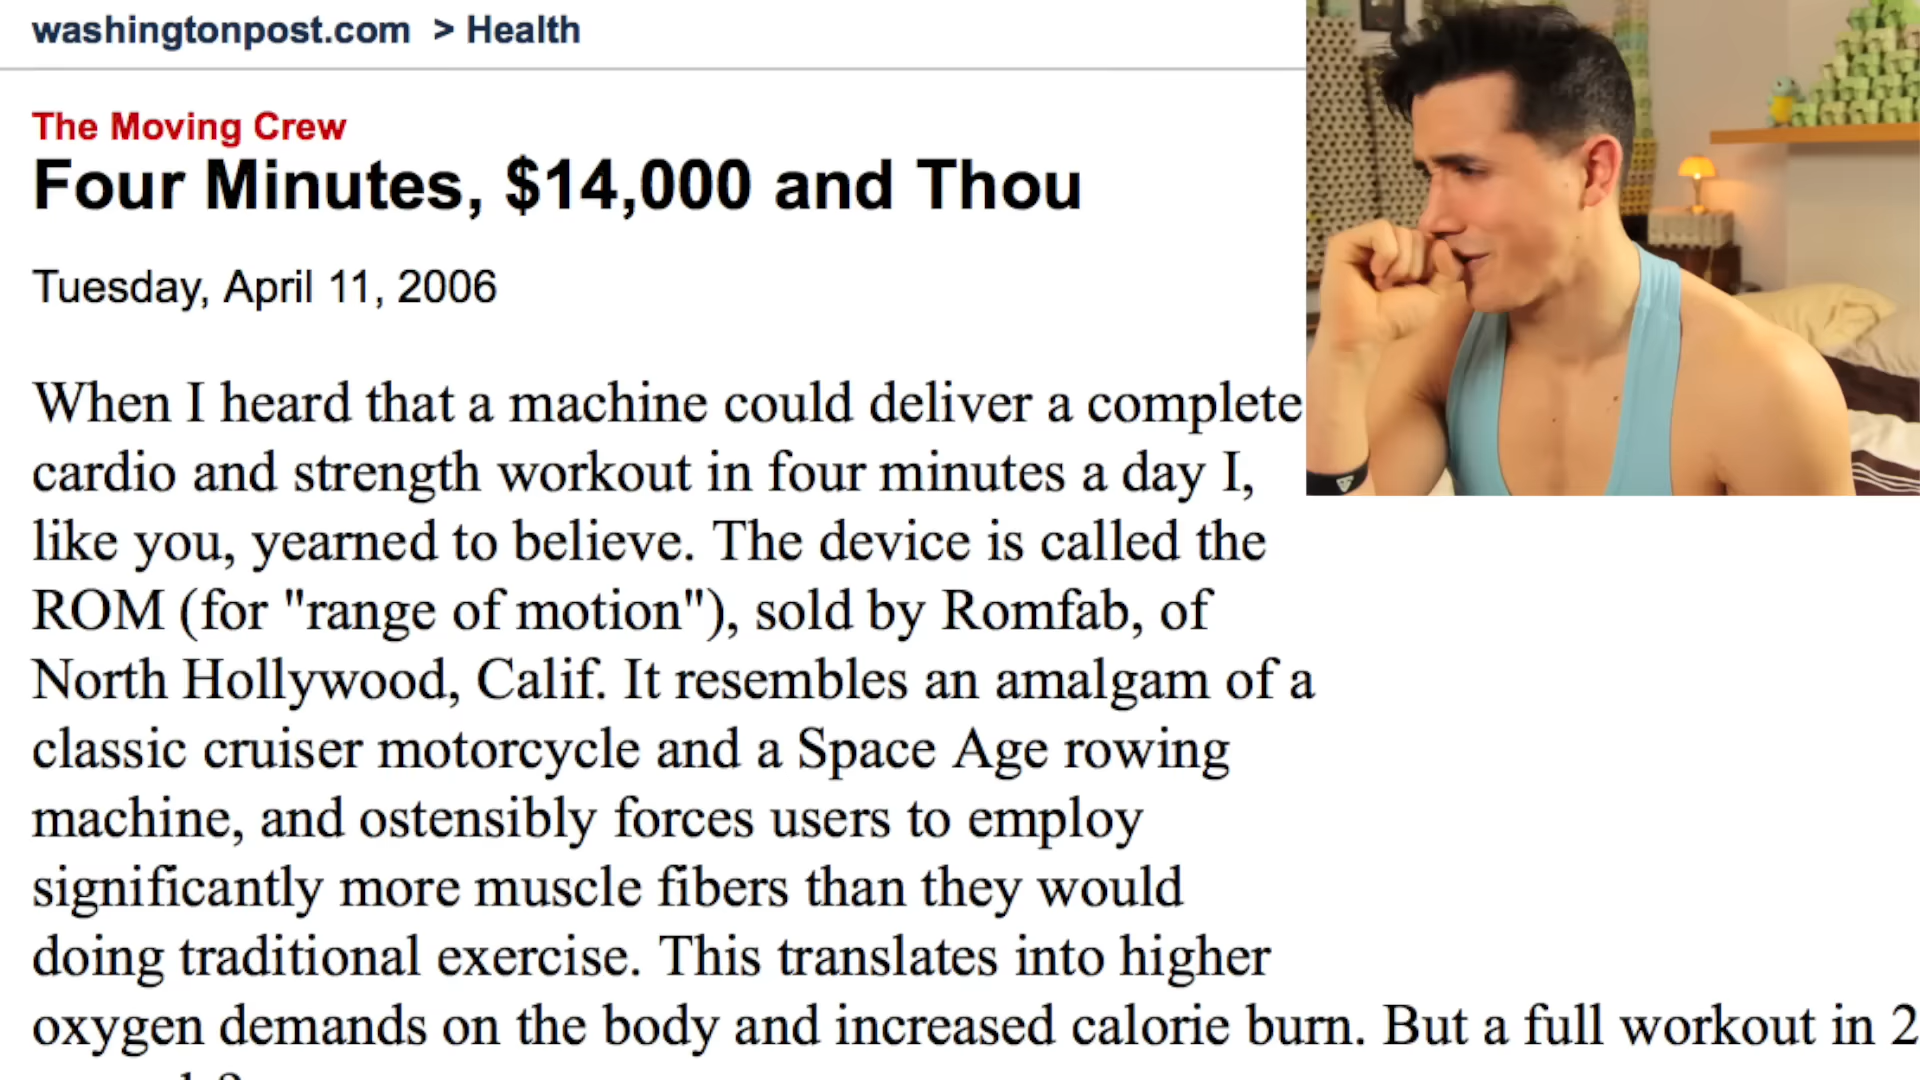 washingtonpost.com > Health
The Moving Crew
Four Minutes, $14,000 and Thou
Tuesday, April 11, 2006
When I heard that a machine could deliver a complete
cardio and strength workout in four minutes a day I,
like you, yearned to believe. The device is called the
ROM (for "range of motion"), sold by Romfab, of
North Hollywood, Calif. It resembles an amalgam of a
classic cruiser motorcycle and a Space Age rowing
machine, and ostensibly forces users to employ
significantly more muscle fibers than they would
doing traditional exercise. This translates into higher
oxygen demands on the body and increased calorie burn. But a full workout in 2